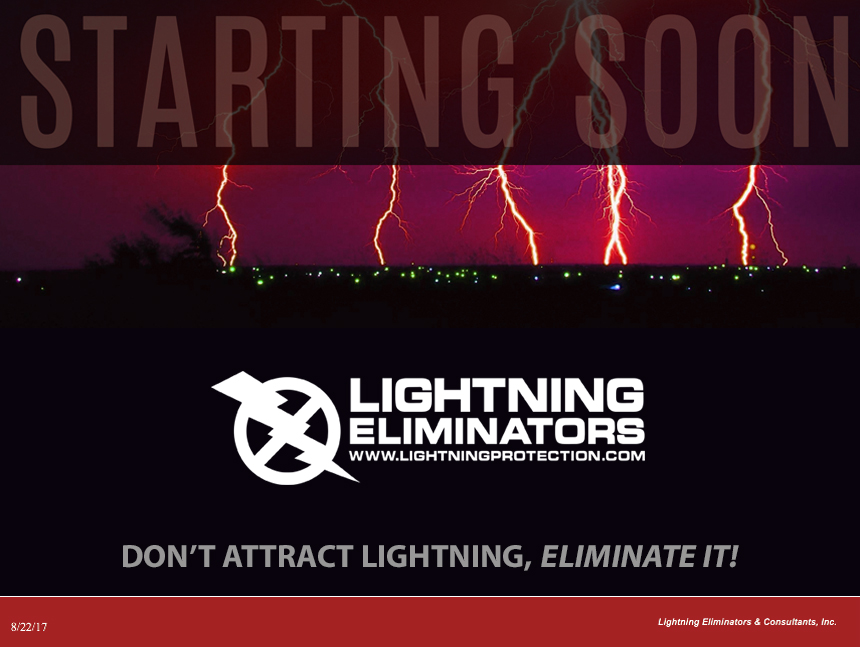 STARTING SOON
LIGHTNING
ELIMINATORS
WWW.LIGHTNINGPROTECTION.COM
DON'T ATTRACT LIGHTNING, ELIMINATE IT!
8/22/17
Lightning Eliminators & Consultants, Inc.